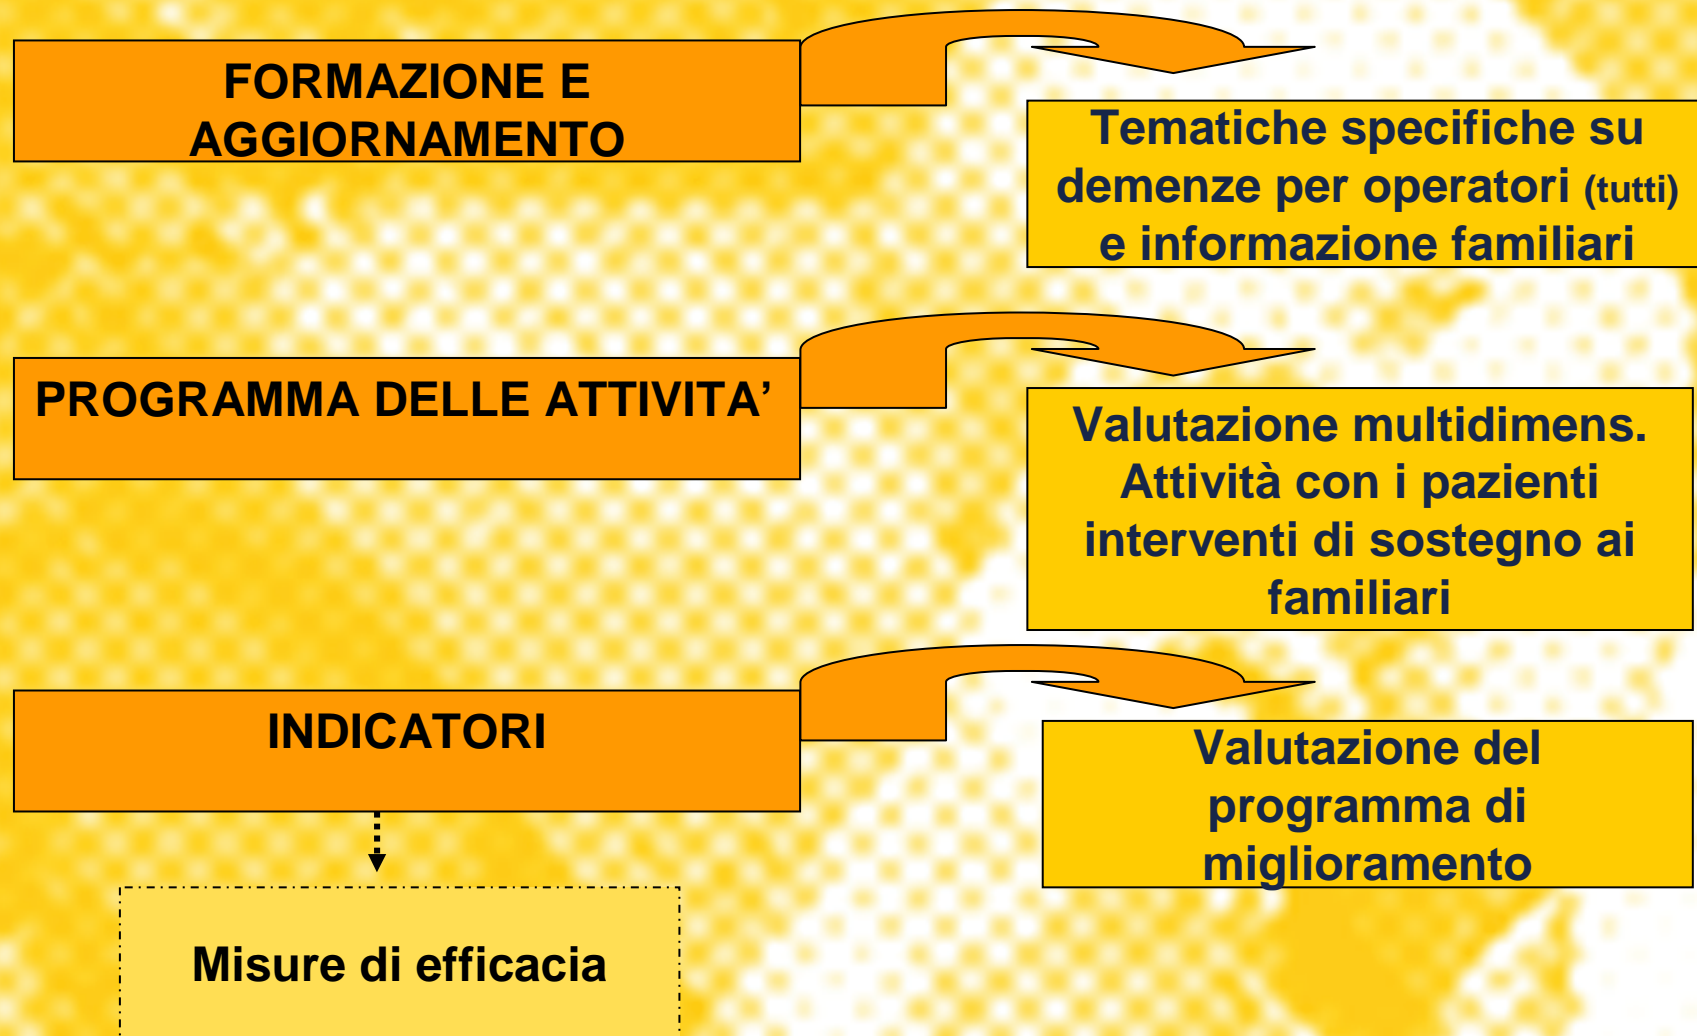 FORMAZIONE E
AGGIORNAMENTO
Tematiche specifiche su
demenze per operatori (tutti)
e informazione familiari
PROGRAMMA DELLE ATTIVITA’
Valutazione multidimens.
Attività con i pazienti
interventi di sostegno ai
familiari
INDICATORI
Valutazione del
programma di
miglioramento
Misure di efficacia